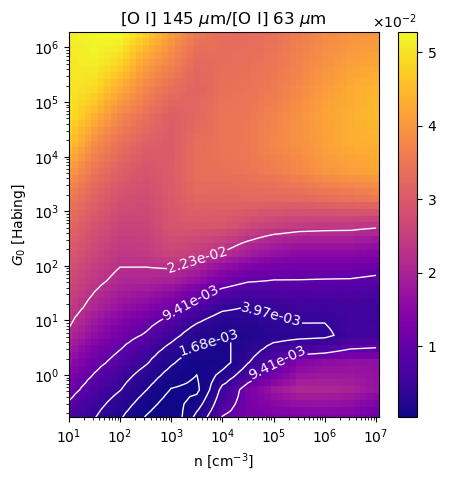 [O I] 145 μm/[O I] 63 μm
×10⁻²
10⁶
10⁵
10⁴
10³
10²
10¹
10⁰
G₀ [Habing]
2.23e-02
9.41e-03
3.97e-03
1.68e-03
9.41e-03
5
4
3
2
1
10¹ 10² 10³ 10⁴ 10⁵ 10⁶ 10⁷
n [cm⁻³]